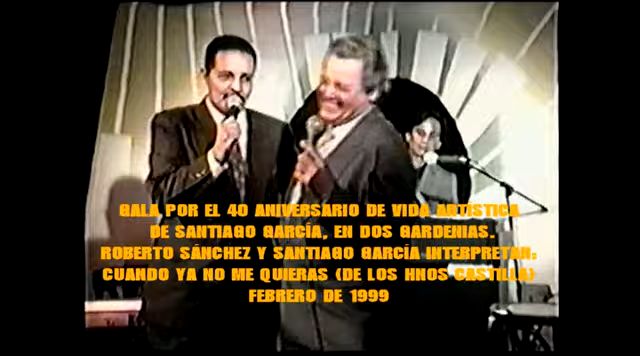 GALA POR EL 40 ANIVERSARIO DE VIDA ARTÍSTICA
DE SANTIAGO GARCÍA, EN DOS GARDENIAS.
ROBERTO SÁNCHEZ Y SANTIAGO GARCÍA INTERPRETAN:
CUANDO YA NO ME QUIERAS (DE LOS HNOS CASTILLA)
FEBRERO DE 1999